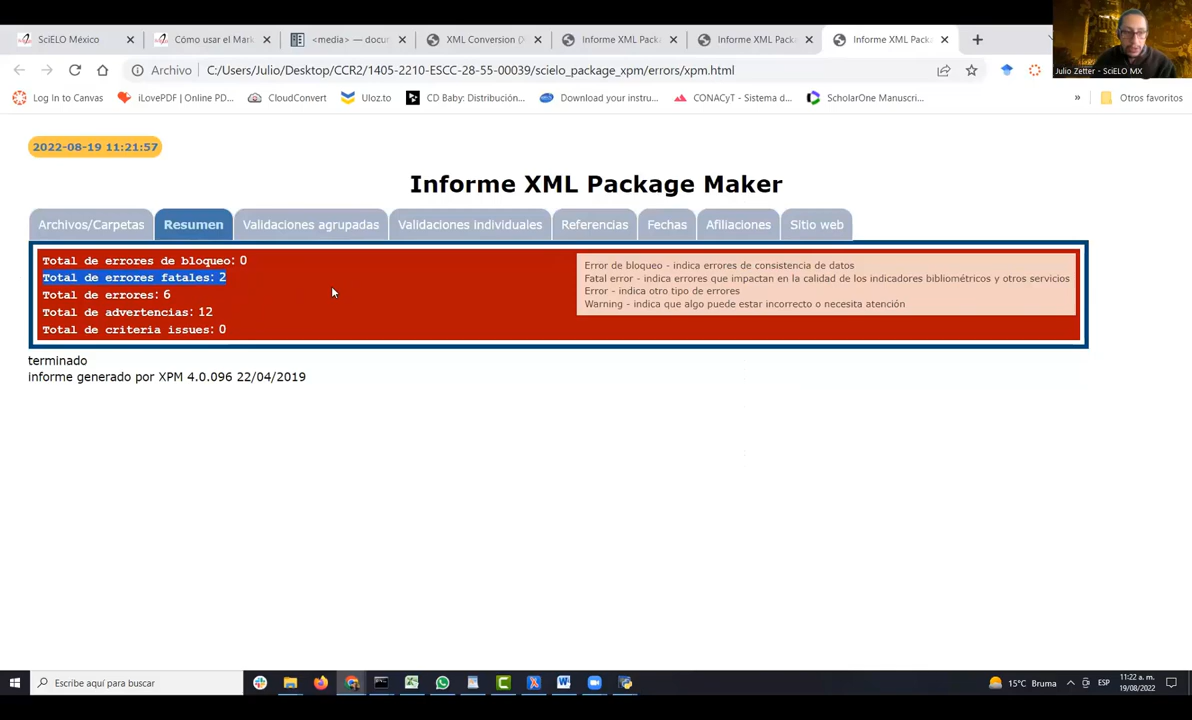 SciELO México
Cómo usar el Mark
<media> — docum
XML Conversion (
Informe XML Packa
Informe XML Packa
Informe XML Packa
Archivo
C:/Users/Julio/Desktop/CCR2/1405-2210-ESCC-28-55-00039/scielo_package_xpm/errors/xpm.html
Julio Zetter - SciELO MX
Log In to Canvas
iLovePDF | Online PD...
CloudConvert
Uloz.to
CD Baby: Distribución...
Download your instru...
CONACyT - Sistema d...
ScholarOne Manuscri...
»
Otros favoritos
2022-08-19 11:21:57
Informe XML Package Maker
Archivos/Carpetas
Resumen
Validaciones agrupadas
Validaciones individuales
Referencias
Fechas
Afiliaciones
Sitio web
Total de errores de bloqueo: 0
Total de errores fatales: 2
Total de errores: 6
Total de advertencias: 12
Total de criteria issues: 0
Error de bloqueo - indica errores de consistencia de datos
Fatal error - indica errores que impactan en la calidad de los indicadores bibliométricos y otros servicios
Error - indica otro tipo de errores
Warning - indica que algo puede estar incorrecto o necesita atención
terminado
informe generado por XPM 4.0.096 22/04/2019
Escribe aquí para buscar
15°C Bruma
ESP
11:22 a. m.
19/08/2022